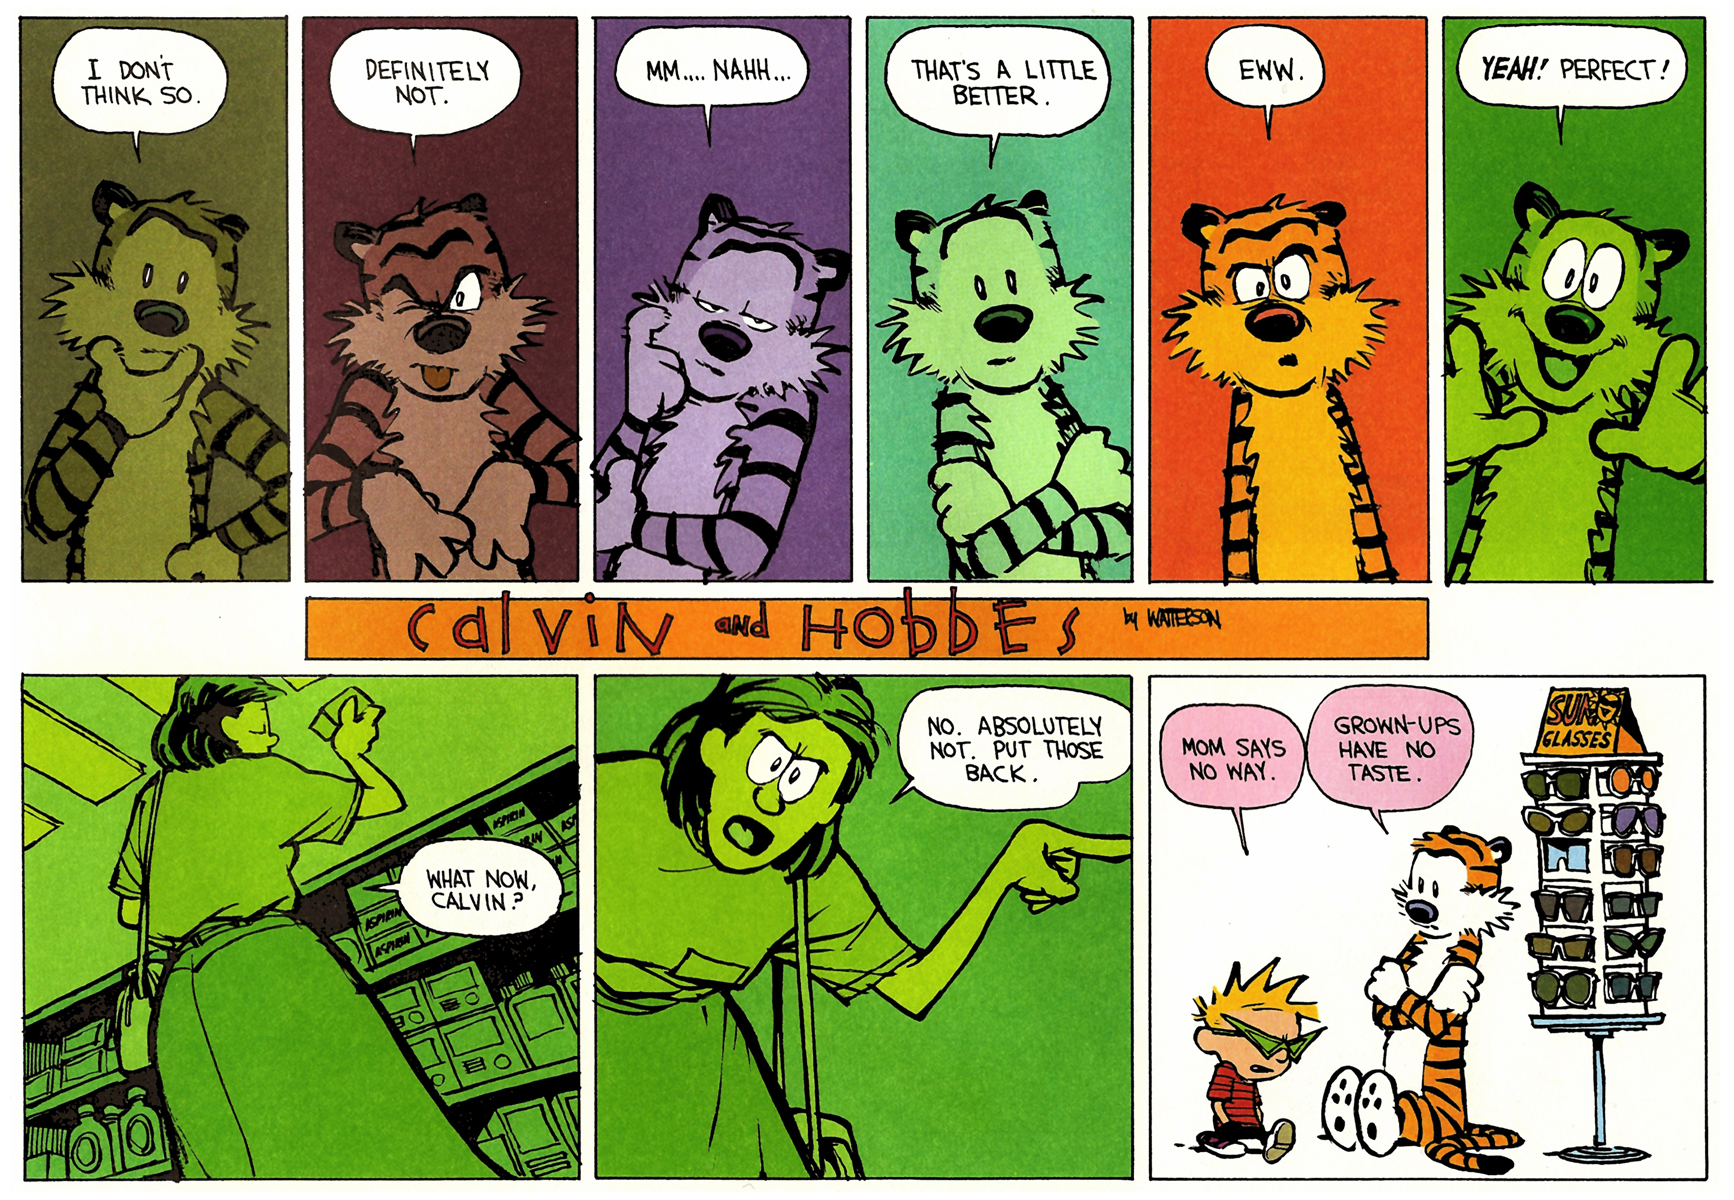 I DON'T
THINK SO.
DEFINITELY
NOT.
MM.... NAHH...
THAT'S A LITTLE
BETTER.
EWW.
YEAH! PERFECT!
CALVIN AND HOBBES by WATTERSON
ASPIRIN
WHAT NOW,
CALVIN?
ASPIRIN
ASPIRIN
NO. ABSOLUTELY
NOT. PUT THOSE
BACK.
MOM SAYS
NO WAY.
GROWN-UPS
HAVE NO
TASTE.
SUN
GLASSES